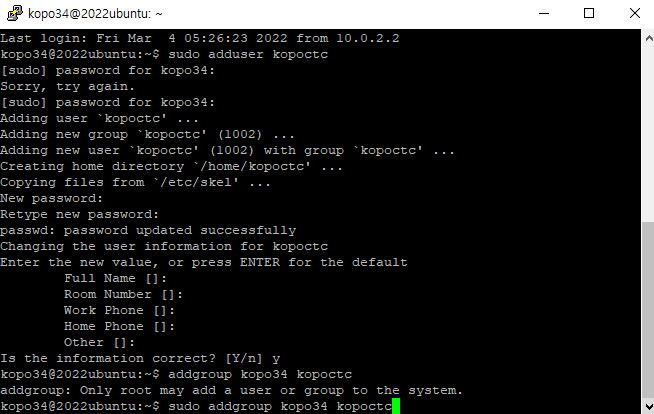 kopo34@2022ubuntu: ~
Last login: Fri Mar  4 05:26:23 2022 from 10.0.2.2
kopo34@2022ubuntu:~$ sudo adduser kopoctc
[sudo] password for kopo34:
Sorry, try again.
[sudo] password for kopo34:
Adding user `kopoctc' ...
Adding new group `kopoctc' (1002) ...
Adding new user `kopoctc' (1002) with group `kopoctc' ...
Creating home directory `/home/kopoctc' ...
Copying files from `/etc/skel' ...
New password:
Retype new password:
passwd: password updated successfully
Changing the user information for kopoctc
Enter the new value, or press ENTER for the default
        Full Name []:
        Room Number []:
        Work Phone []:
        Home Phone []:
        Other []:
Is the information correct? [Y/n] y
kopo34@2022ubuntu:~$ addgroup kopo34 kopoctc
addgroup: Only root may add a user or group to the system.
kopo34@2022ubuntu:~$ sudo addgroup kopo34 kopoctc